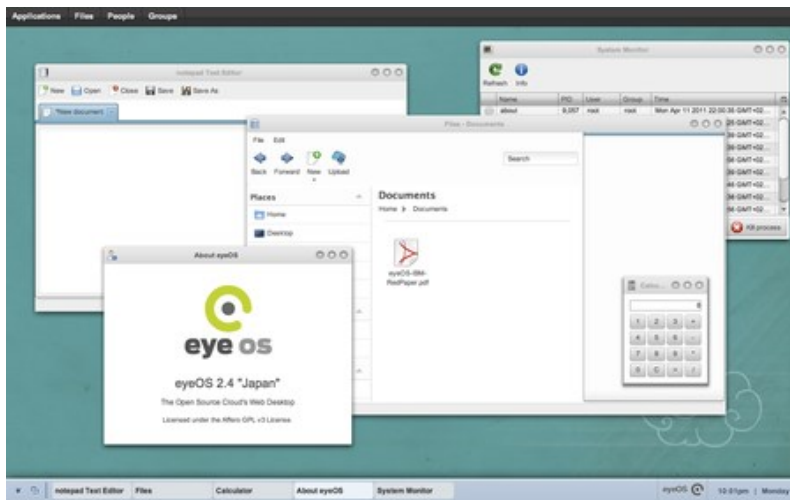 Applications Files People Groups
System Monitor
Refresh Info
Name PID User Group Time
about 9,057 root root Mon Apr 11 2011 22:00:36 GMT+02...
notepad Text Editor
New Open Close Save Save As
*New document
Files - Documents
File Edit
Back Forward New Upload
Search
Places
Home
Desktop
Documents
Home Documents
eyeOS-IBM-
RedPaper.pdf
Kill process
About eyeOS
eye os
eyeOS 2.4 "Japan"
The Open Source Cloud's Web Desktop
Licensed under the Affero GPL v3 License
Calcu...
1 2 3 +
4 5 6 -
7 8 9 *
0 C = /
notepad Text Editor Files Calculator About eyeOS System Monitor
eyeOS 10:01pm | Monday